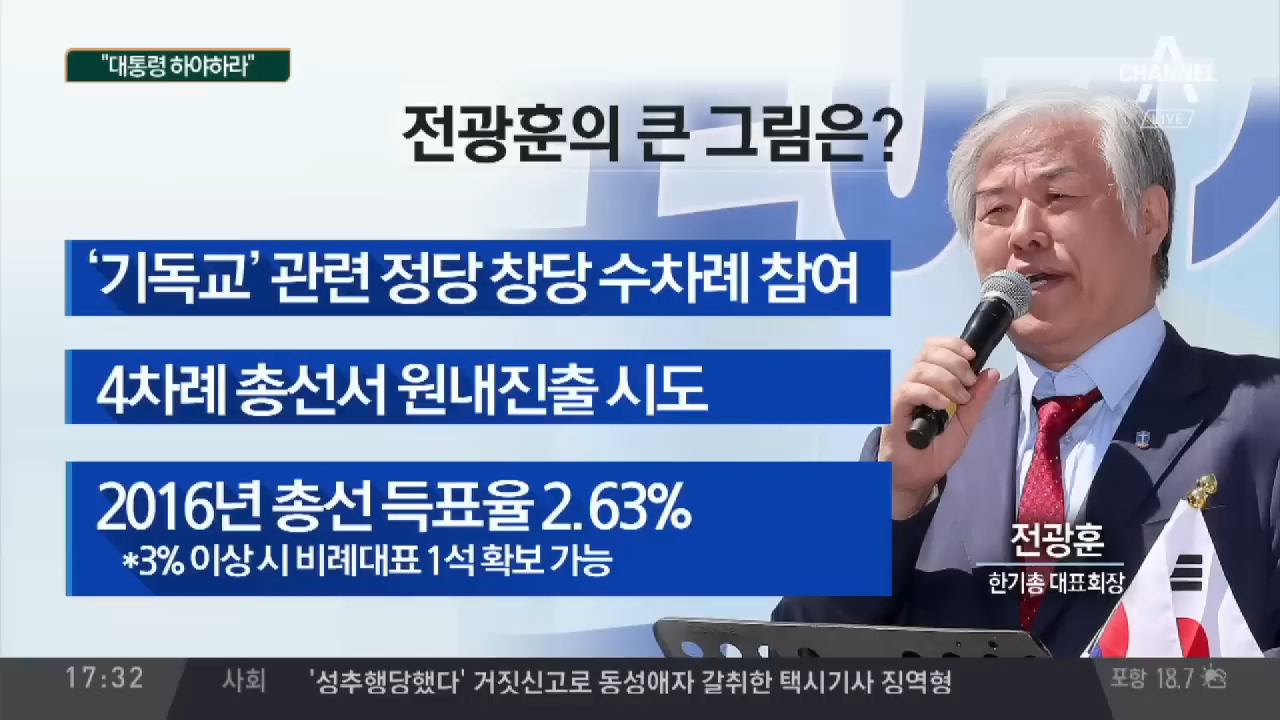 "대통령 하야하라"
CHANNEL A
LIVE
전광훈의 큰 그림은?
‘기독교’ 관련 정당 창당 수차례 참여
4차례 총선서 원내진출 시도
2016년 총선 득표율 2.63%
*3% 이상 시 비례대표 1석 확보 가능
전광훈
한기총 대표회장
17:32 사회 '성추행당했다' 거짓신고로 동성애자 갈취한 택시기사 징역형 포항 18.7